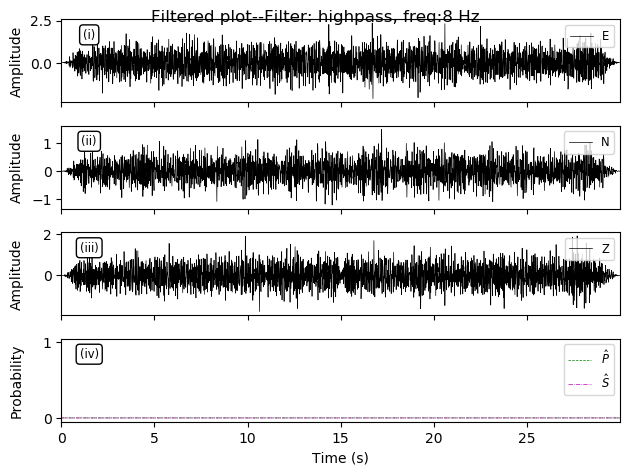 Filtered plot--Filter: highpass, freq:8 Hz
2.5
0.0
Amplitude
(i)
E
1
0
−1
Amplitude
(ii)
N
2
0
Amplitude
(iii)
Z
1
0
Probability
(iv)
P̂
Ŝ
0
5
10
15
20
25
Time (s)